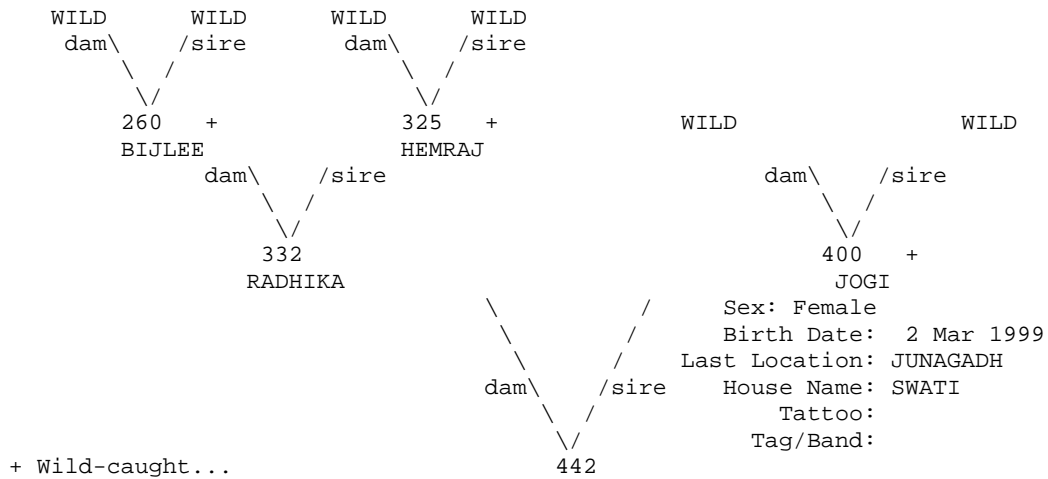 WILD WILD WILD WILD
dam\ /sire dam\ /sire
\ / \ /
\/ \/
260 + 325 + WILD WILD
BIJLEE HEMRAJ
dam\ /sire dam\ /sire
\ / \ /
\/ \/
332 400 +
RADHIKA JOGI
\ / Sex: Female
\ / Birth Date: 2 Mar 1999
\ / Last Location: JUNAGADH
dam\ /sire House Name: SWATI
\ / Tattoo:
\/ Tag/Band:
+ Wild-caught... 442